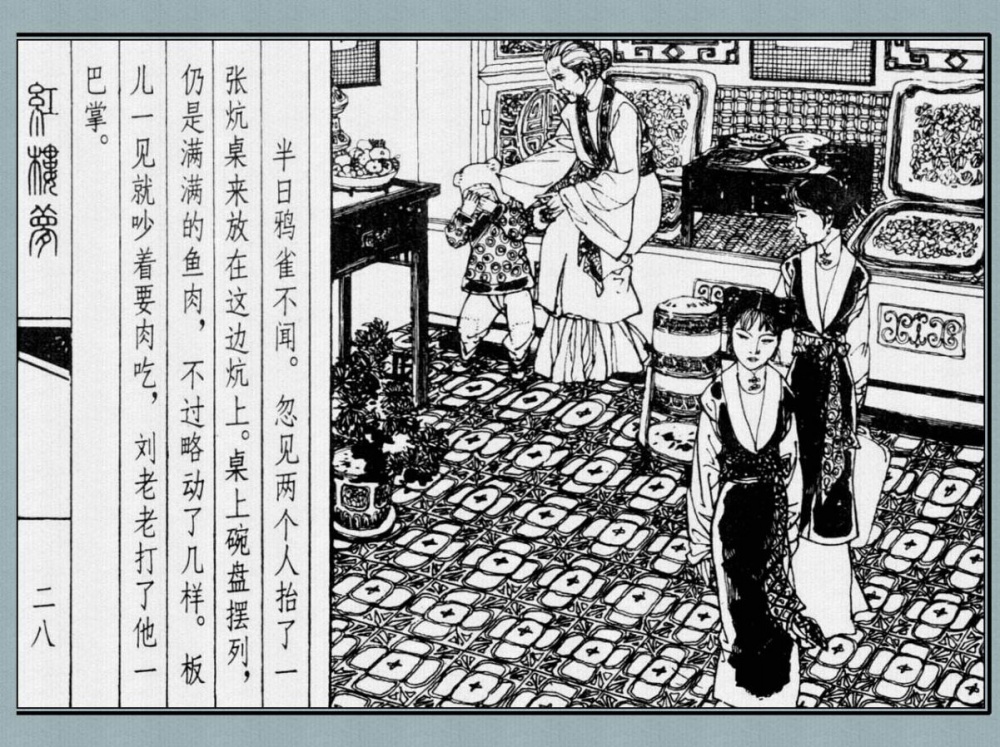 半日鸦雀不闻。忽见两个人抬了一
张炕桌来放在这边炕上。桌上碗盘摆列，
仍是满满的鱼肉，不过略动了几样。板
儿一见就吵着要肉吃，刘老老打了他一
巴掌。
紅樓夢
二八